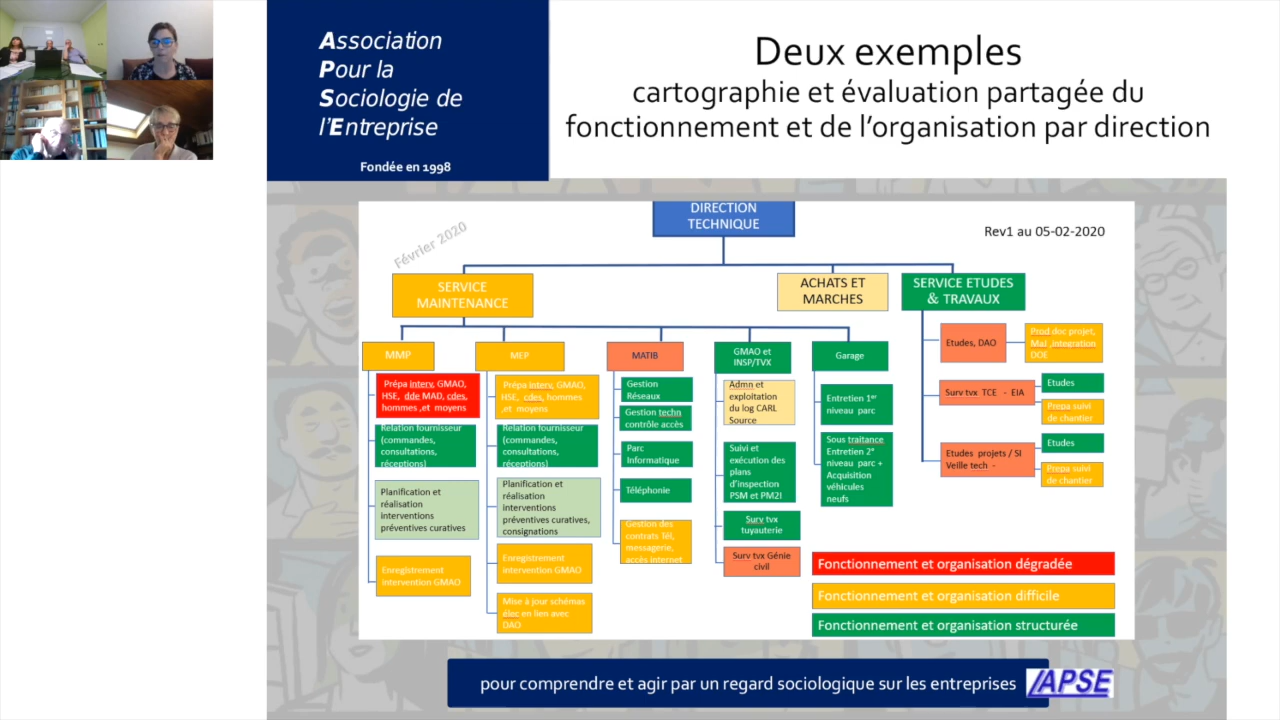 Association
Pour la
Sociologie de
l'Entreprise
Fondée en 1998
Deux exemples
cartographie et évaluation partagée du
fonctionnement et de l'organisation par direction
Février 2020
DIRECTION
TECHNIQUE
Rev1 au 05-02-2020
SERVICE
MAINTENANCE
ACHATS ET
MARCHES
SERVICE ETUDES
& TRAVAUX
MMP
Prépa interv, GMAO,
HSE, dde MAD, cdes,
hommes ,et moyens
Relation fournisseur
(commandes,
consultations,
réceptions)
Planification et
réalisation
interventions
préventives curatives
Enregistrement
intervention GMAO
MEP
Prépa interv, GMAO,
HSE, cdes, hommes
,et moyens
Relation fournisseur
(commandes,
consultations,
réceptions)
Planification et
réalisation
interventions
préventives curatives,
consignations
Enregistrement
intervention GMAO
Mise à jour schémas
élec en lien avec
DAO
MATIB
Gestion
Réseaux
Gestion techn
contrôle accès
Parc
Informatique
Téléphonie
Gestion des
contrats Tél,
messagerie,
accès internet
GMAO et
INSP/TVX
Admn et
exploitation
du log CARL
Source
Suivi et
exécution des
plans
d'inspection
PSM et PM2I
Surv tvx
tuyauterie
Surv tvx Génie
civil
Garage
Entretien 1er
niveau parc
Sous traitance
Entretien 2°
niveau parc +
Acquisition
véhicules
neufs
Etudes, DAO
Prod doc projet,
MaJ ,integration
DOE
Surv tvx TCE - EIA
Etudes
Prepa suivi
de chantier
Etudes projets / SI
Veille tech -
Etudes
Prepa suivi
de chantier
Fonctionnement et organisation dégradée
Fonctionnement et organisation difficile
Fonctionnement et organisation structurée
pour comprendre et agir par un regard sociologique sur les entreprises
APSE